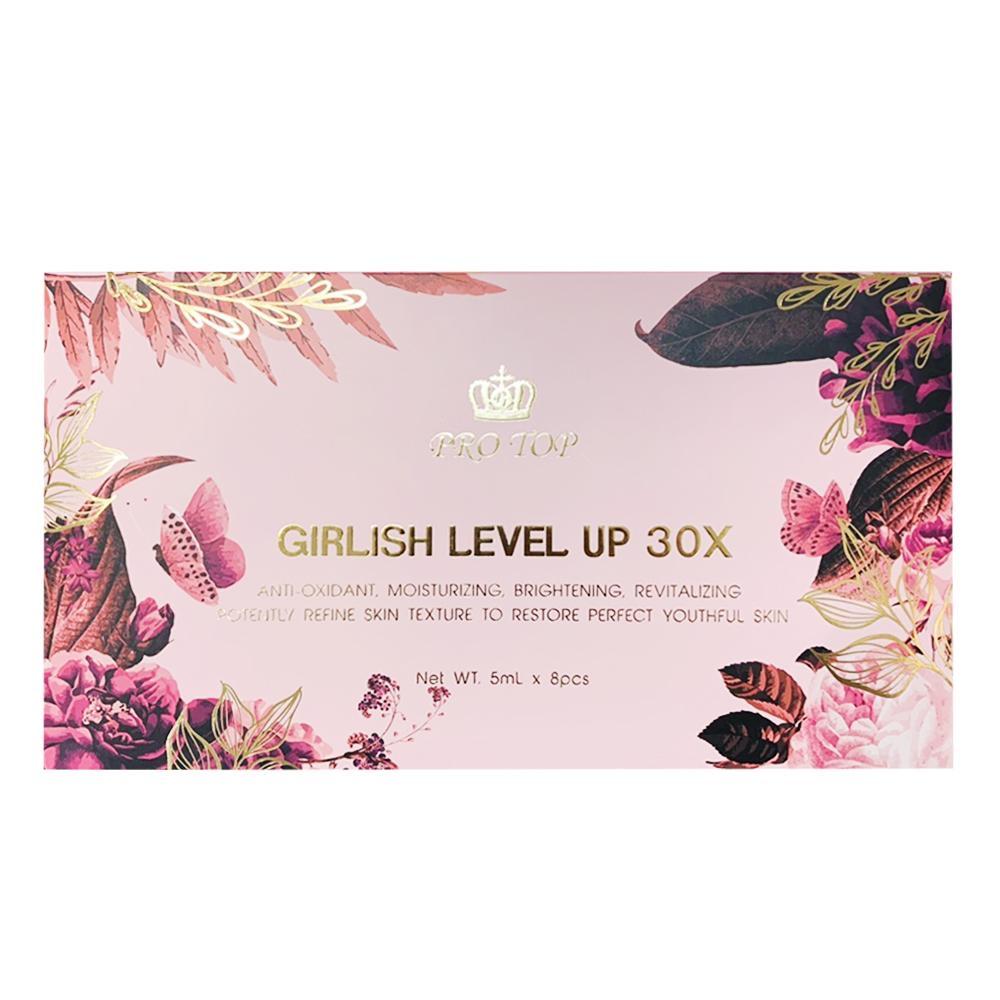 PRO TOP
GIRLISH LEVEL UP 30X
ANTI-OXIDANT, MOISTURIZING, BRIGHTENING, REVITALIZING
POTENTLY REFINE SKIN TEXTURE TO RESTORE PERFECT YOUTHFUL SKIN
Net WT. 5mL x 8pcs